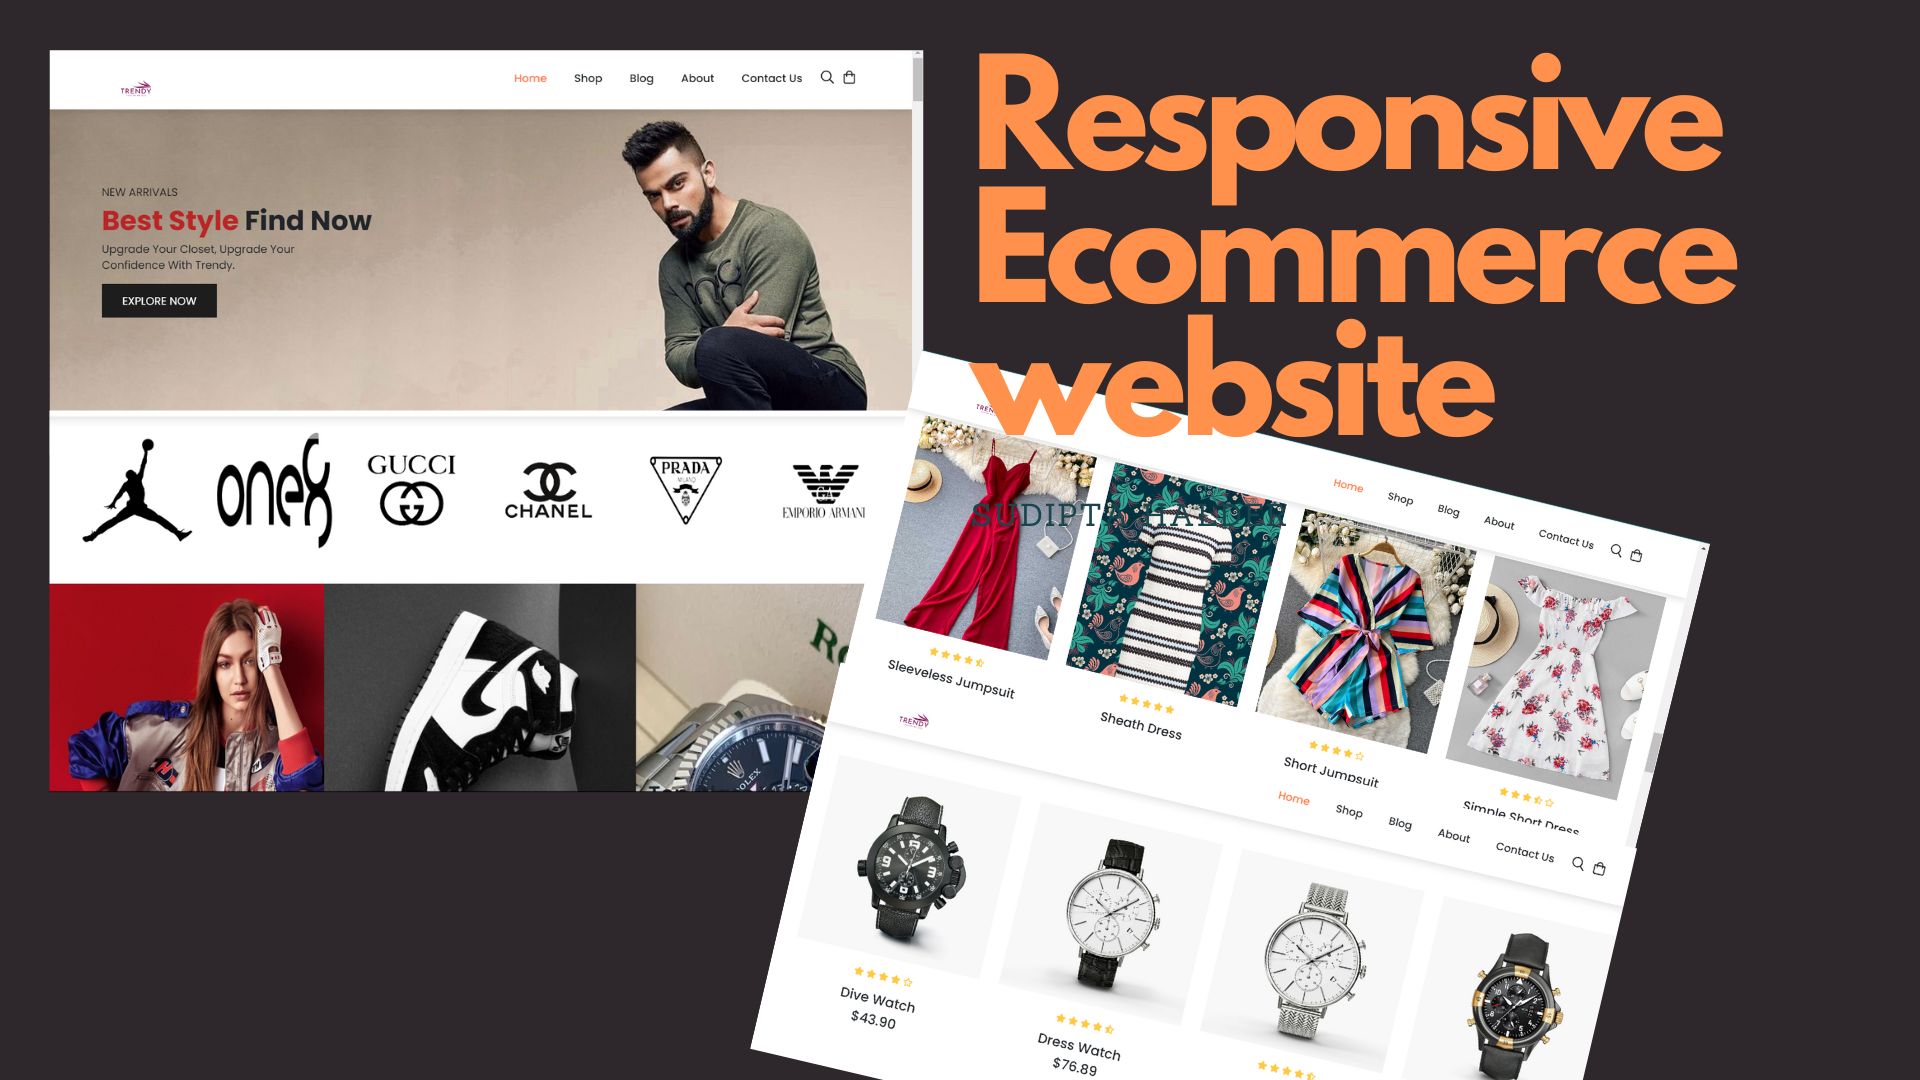 Responsive
Ecommerce
website
TRENDY
Home Shop Blog About Contact Us
NEW ARRIVALS
Best Style Find Now
Upgrade Your Closet, Upgrade Your
Confidence With Trendy.
EXPLORE NOW
onex
GUCCI
CHANEL
PRADA
MILANO
GA
EMPORIO ARMANI
ROLEX
Home Shop Blog About Contact Us
Sleeveless Jumpsuit
Sheath Dress
Short Jumpsuit
Simple Short Dress
TRENDY
Home Shop Blog About Contact Us
Dive Watch
$43.90
Dress Watch
$76.89